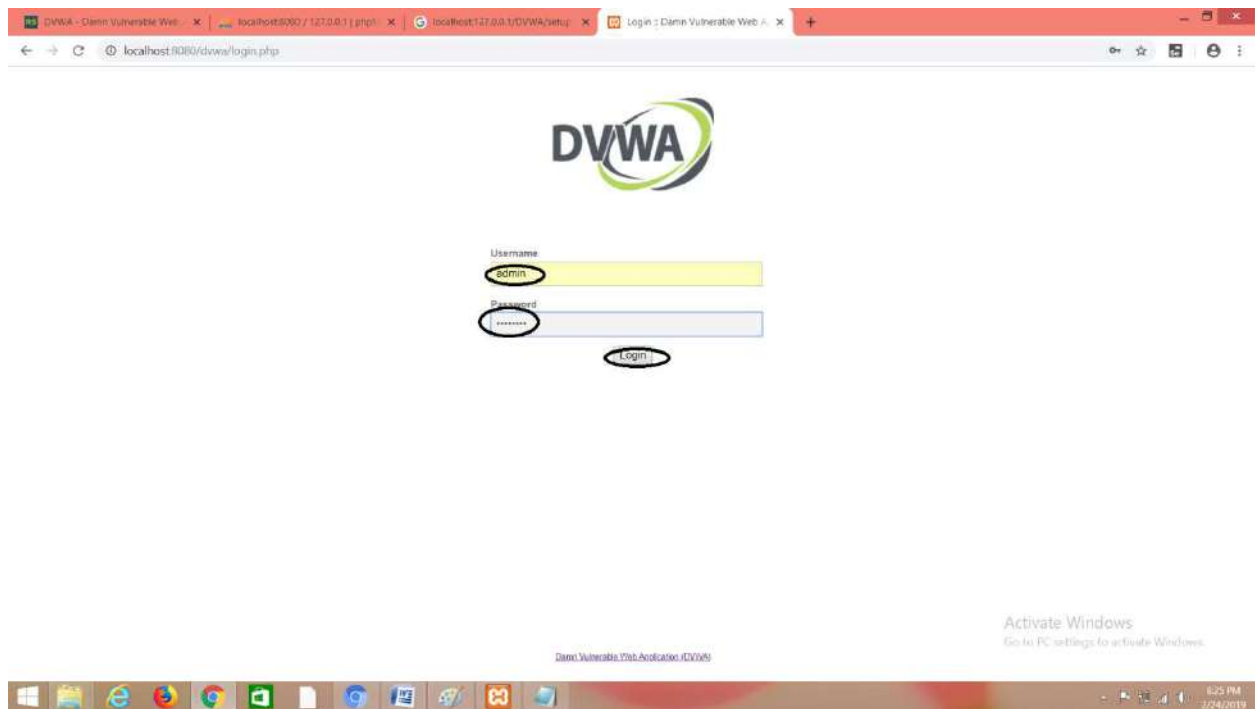 DVWA - Damn Vulnerable Web
localhost:8080 / 127.0.0.1 | php
localhost:127.0.0.1/DVWA/setup
Login :: Damn Vulnerable Web A
localhost:8080/dvwa/login.php
DVWA
Username
admin
Password
Login
Activate Windows
Go to PC settings to activate Windows.
Damn Vulnerable Web Application (DVWA)
6:25 PM
2/24/2019